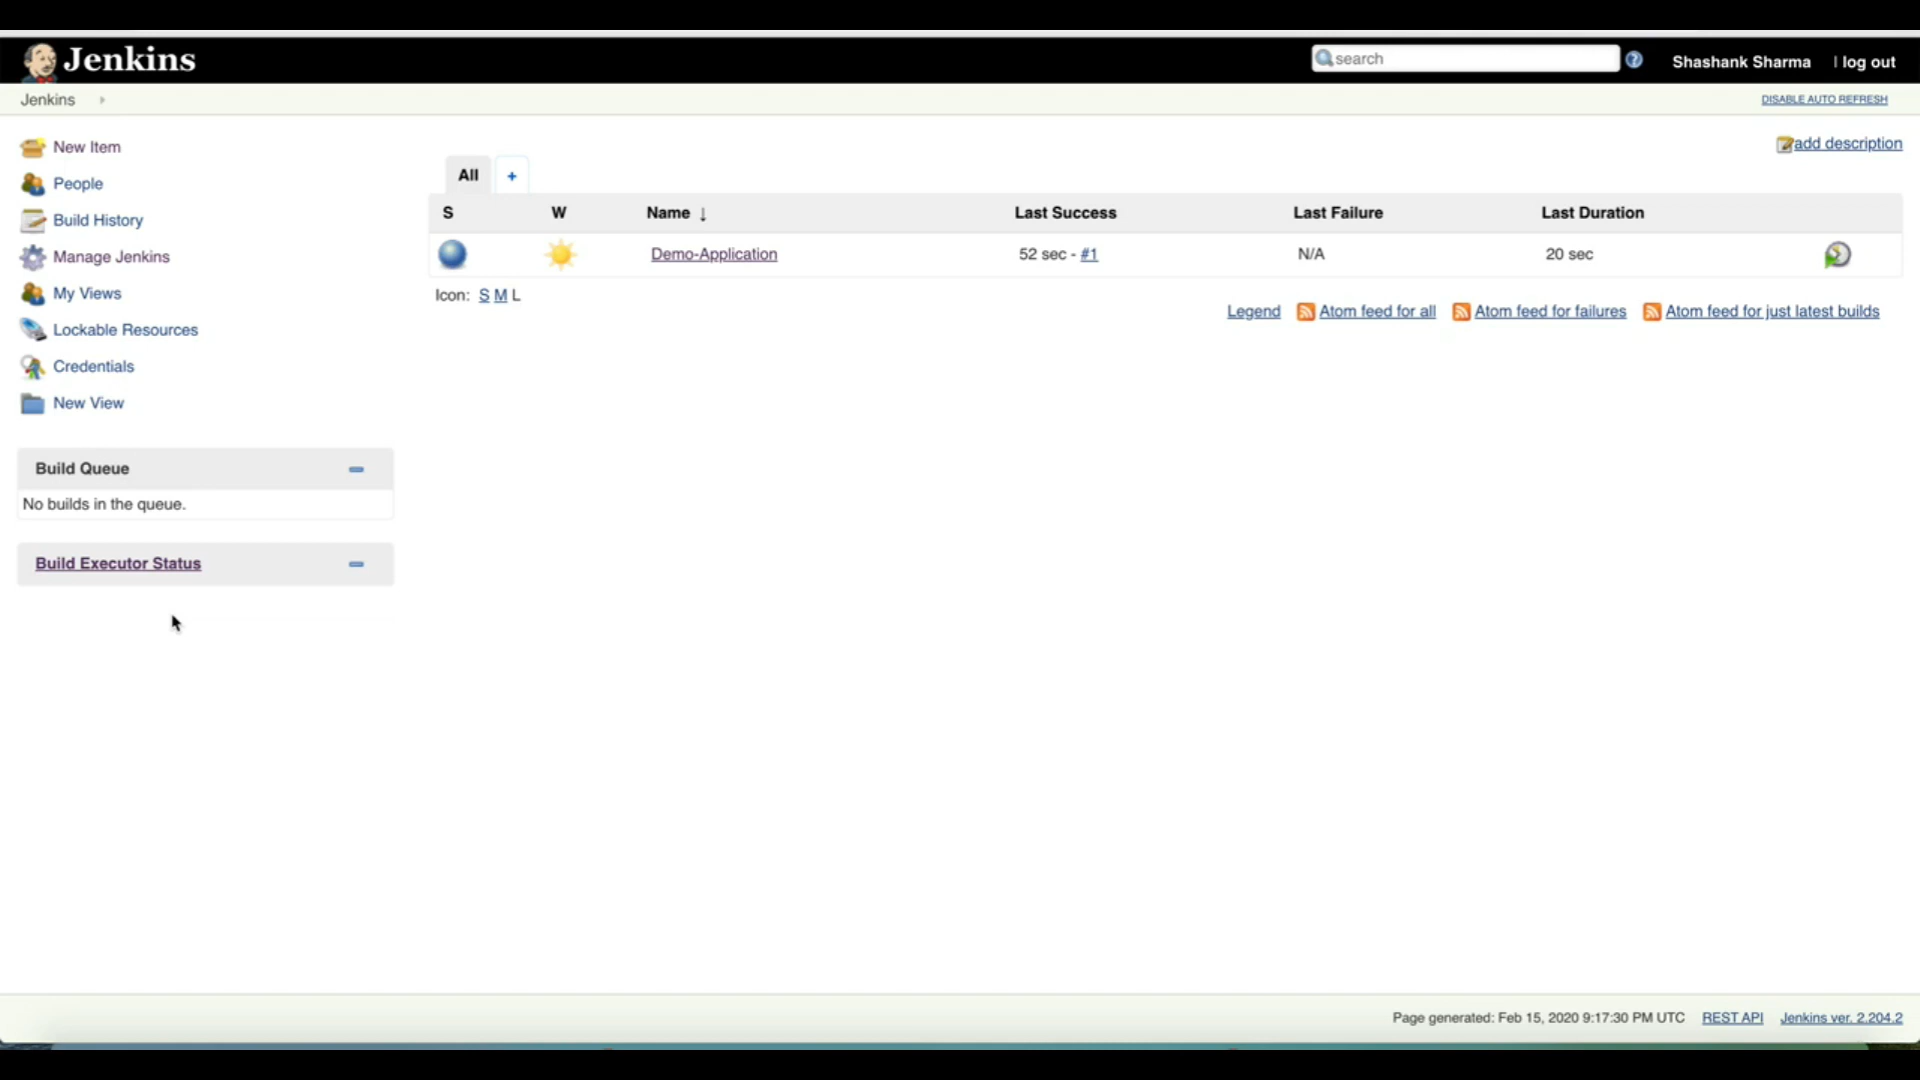 Jenkins
search
Shashank Sharma | log out
Jenkins
DISABLE AUTO REFRESH
New Item
People
Build History
Manage Jenkins
My Views
Lockable Resources
Credentials
New View
Build Queue
No builds in the queue.
Build Executor Status
add description
All +
S W Name ↓ Last Success Last Failure Last Duration
Demo-Application 52 sec - #1 N/A 20 sec
Icon: S M L
Legend Atom feed for all Atom feed for failures Atom feed for just latest builds
Page generated: Feb 15, 2020 9:17:30 PM UTC REST API Jenkins ver. 2.204.2